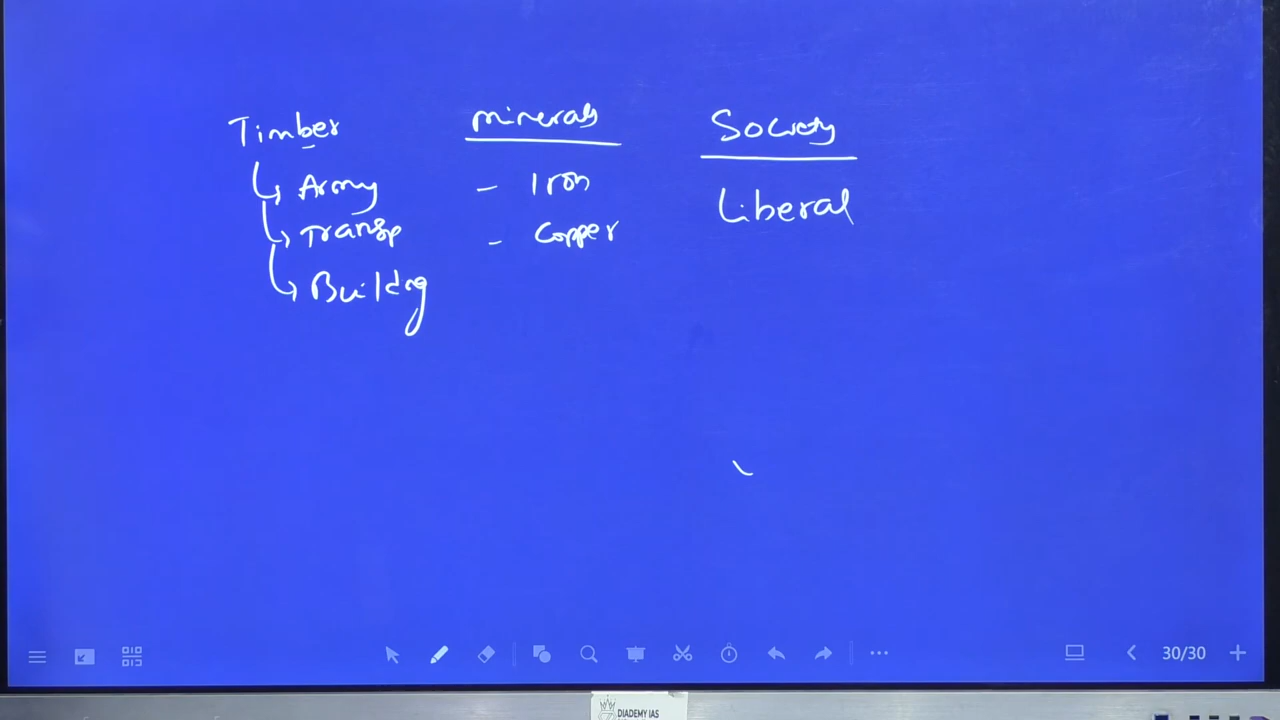 Timber
minerals
Society
Army
- Iron
Liberal
Transp
- Copper
Building
30/30
DIADEMY IAS